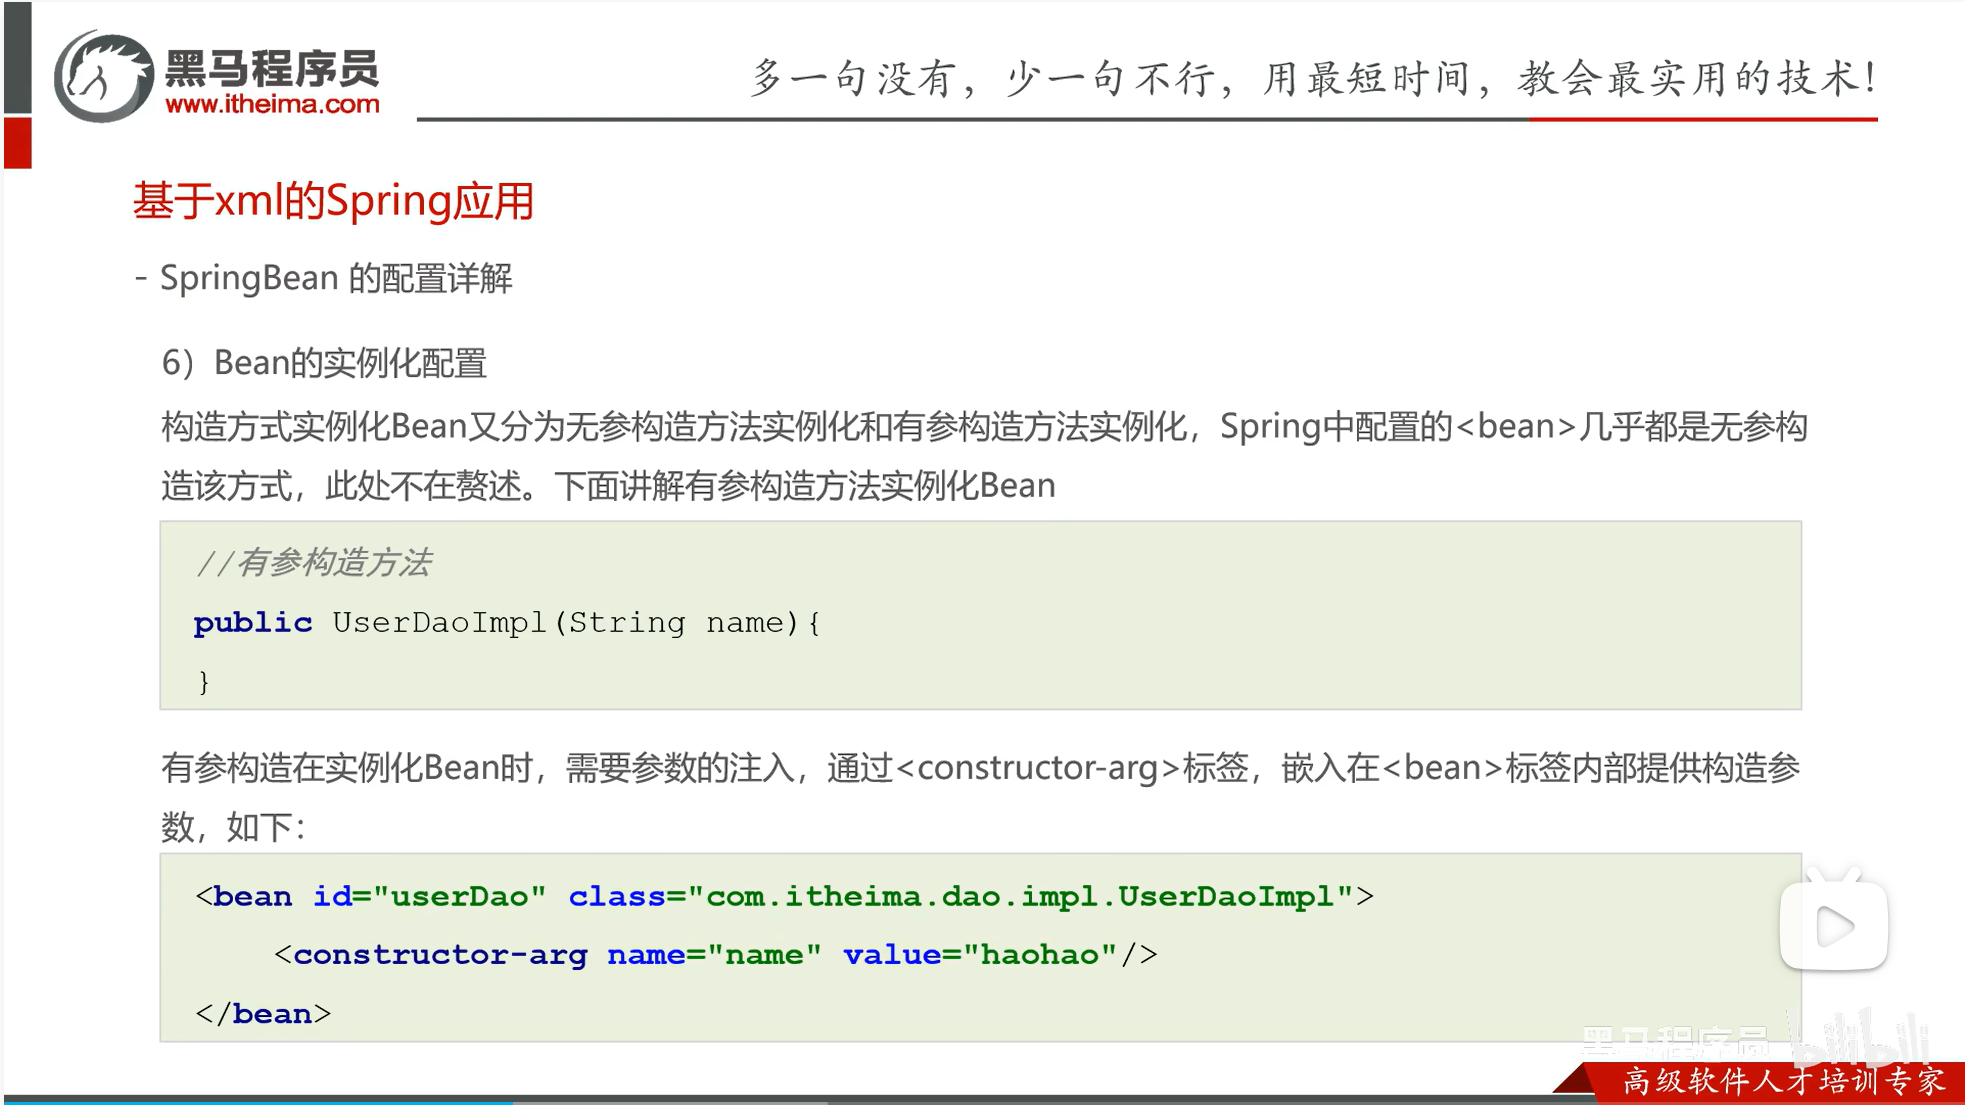 黑马程序员
www.itheima.com
多一句没有，少一句不行，用最短时间，教会最实用的技术！
基于xml的Spring应用
- SpringBean 的配置详解
6）Bean的实例化配置
构造方式实例化Bean又分为无参构造方法实例化和有参构造方法实例化，Spring中配置的<bean>几乎都是无参构
造该方式，此处不在赘述。下面讲解有参构造方法实例化Bean
//有参构造方法
public UserDaoImpl(String name){
}
有参构造在实例化Bean时，需要参数的注入，通过<constructor-arg>标签，嵌入在<bean>标签内部提供构造参
数，如下：
<bean id="userDao" class="com.itheima.dao.impl.UserDaoImpl">
<constructor-arg name="name" value="haohao"/>
</bean>
黑马程序员 bilibili
高级软件人才培训专家